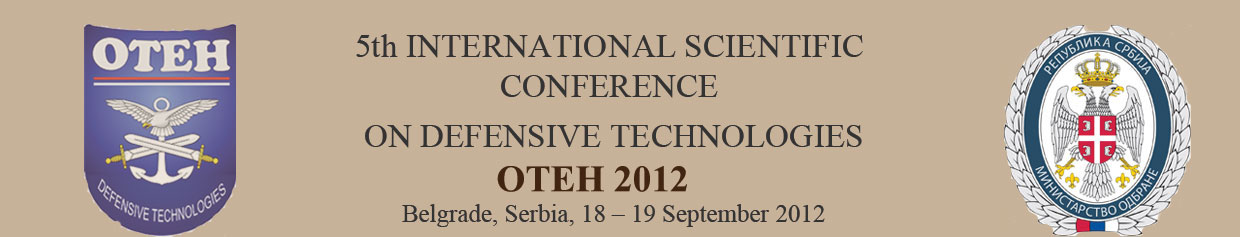 OTEH
DEFENSIVE TECHNOLOGIES
5th INTERNATIONAL SCIENTIFIC
CONFERENCE
ON DEFENSIVE TECHNOLOGIES
OTEH 2012
Belgrade, Serbia, 18 – 19 September 2012
РЕПУБЛИКА СРБИЈА
МИНИСТАРСТВО ОДБРАНЕ